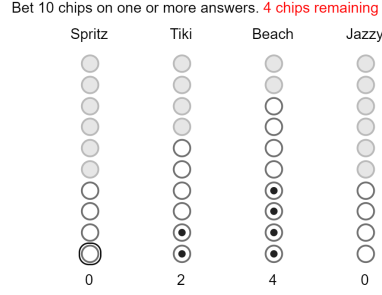 Bet 10 chips on one or more answers. 4 chips remaining
Spritz Tiki Beach Jazzy
0 2 4 0